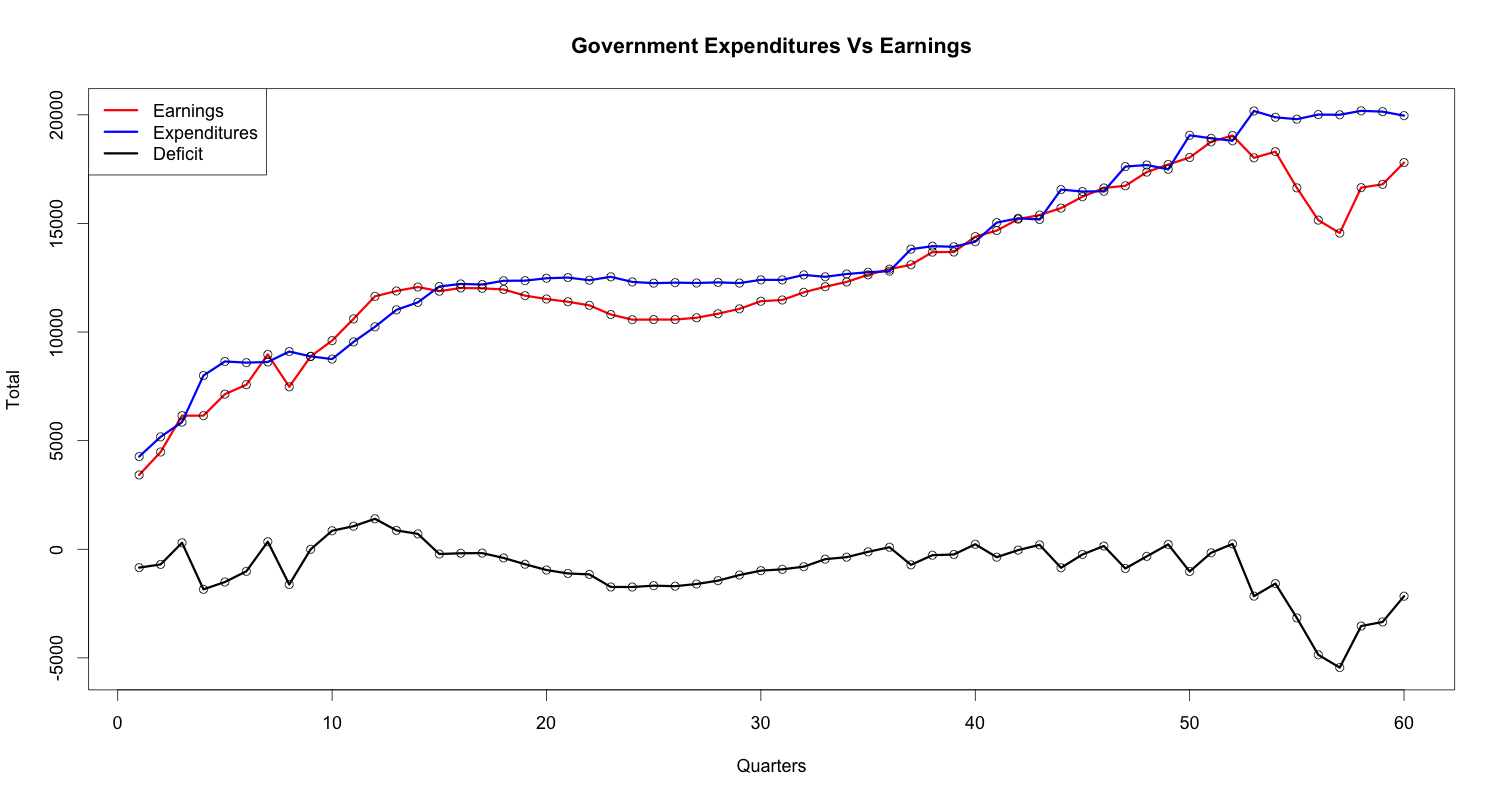 Government Expenditures Vs Earnings
Earnings
Expenditures
Deficit
Total
20000
15000
10000
5000
0
-5000
0 10 20 30 40 50 60
Quarters